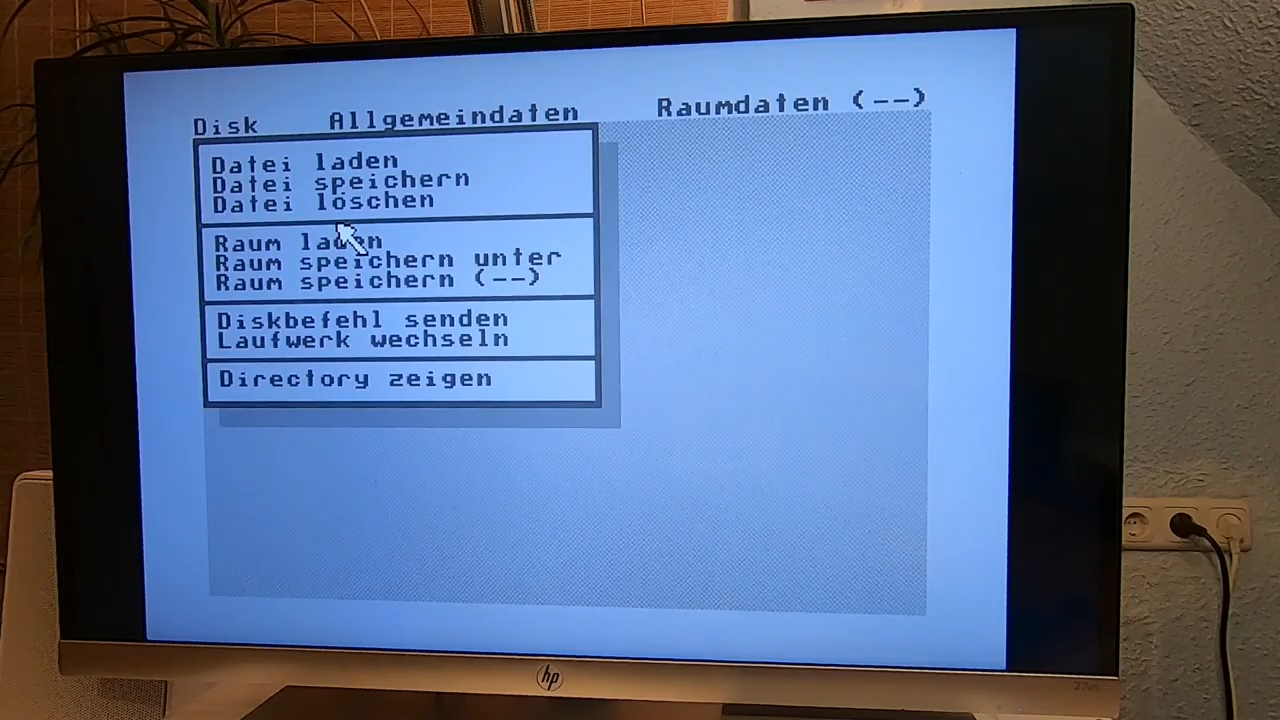 Disk Allgemeindaten Raumdaten (--)
Datei laden
Datei speichern
Datei löschen
Raum laden
Raum speichern unter
Raum speichern (--)
Diskbefehl senden
Laufwerk wechseln
Directory zeigen
hp